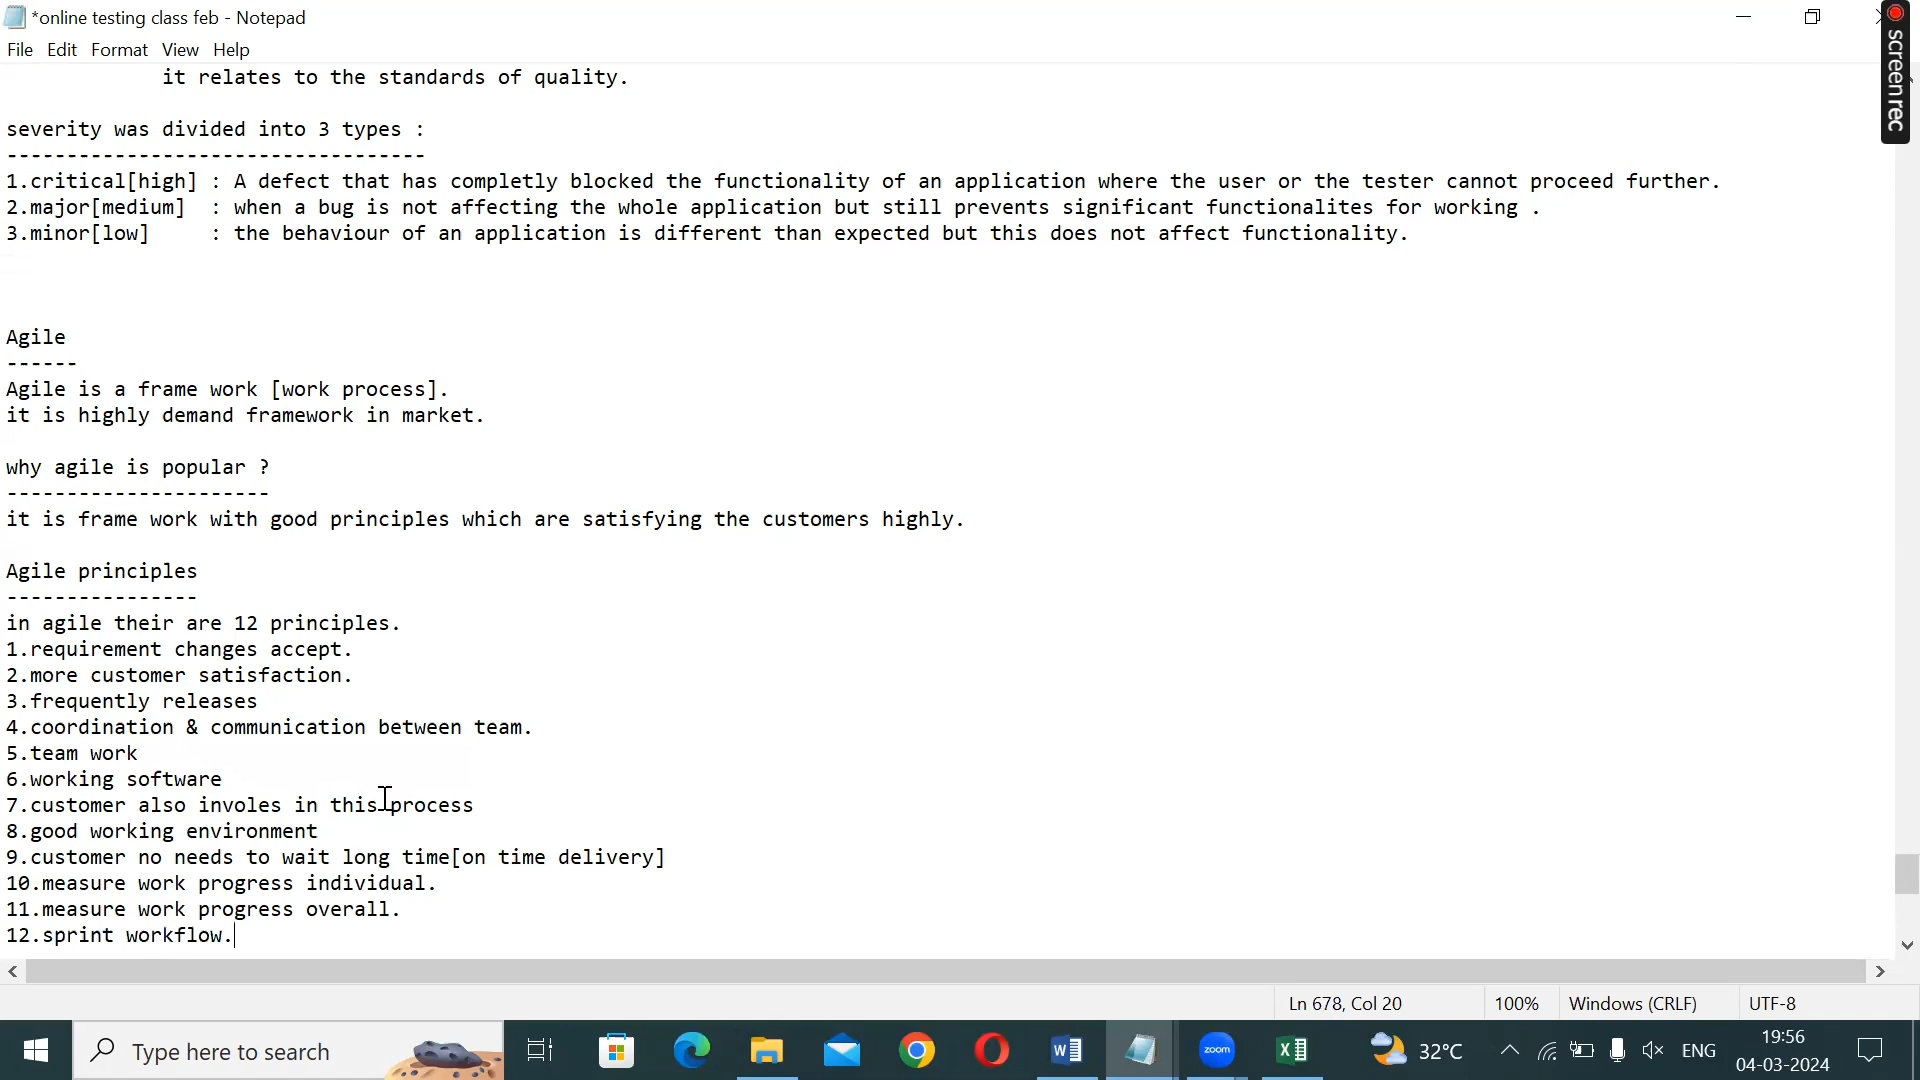 *online testing class feb - Notepad
File Edit Format View Help
it relates to the standards of quality.
severity was divided into 3 types :
-----------------------------------
1.critical[high] : A defect that has completly blocked the functionality of an application where the user or the tester cannot proceed further.
2.major[medium]  : when a bug is not affecting the whole application but still prevents significant functionalites for working .
3.minor[low]     : the behaviour of an application is different than expected but this does not affect functionality.
Agile
------
Agile is a frame work [work process].
it is highly demand framework in market.
why agile is popular ?
----------------------
it is frame work with good principles which are satisfying the customers highly.
Agile principles
----------------
in agile their are 12 principles.
1.requirement changes accept.
2.more customer satisfaction.
3.frequently releases
4.coordination & communication between team.
5.team work
6.working software
7.customer also involes in this process
8.good working environment
9.customer no needs to wait long time[on time delivery]
10.measure work progress individual.
11.measure work progress overall.
12.sprint workflow.
screenrec
Ln 678, Col 20 100% Windows (CRLF) UTF-8
Type here to search
zoom
32°C
ENG
19:56
04-03-2024